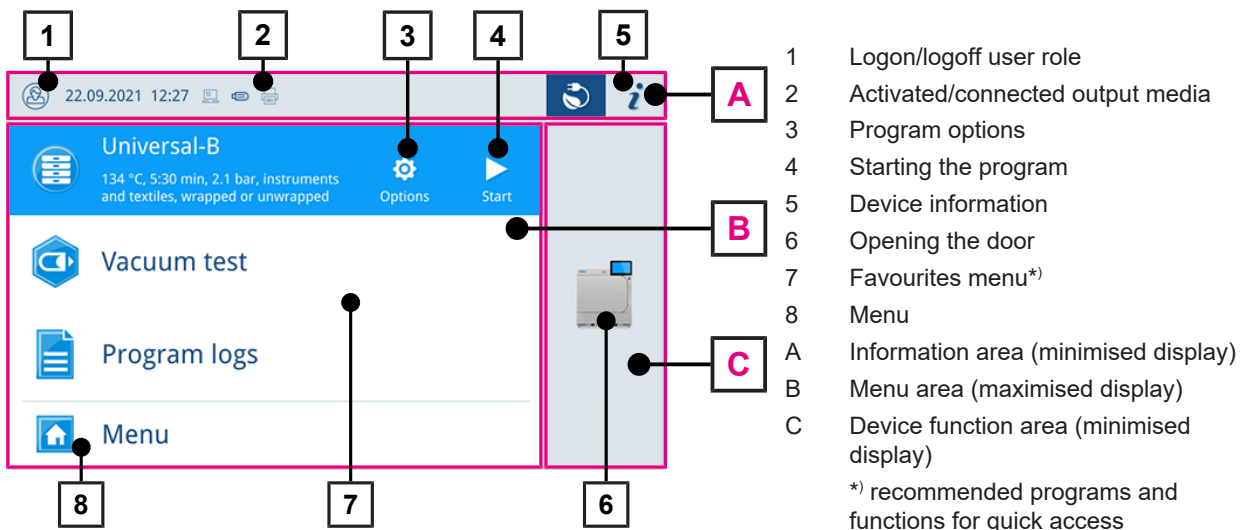 1
2
3
4
5
22.09.2021 12:27
i
A
Universal-B
134 °C, 5:30 min, 2.1 bar, instruments
and textiles, wrapped or unwrapped
Options
Start
B
Vacuum test
Program logs
C
Menu
8
7
6
1 Logon/logoff user role
2 Activated/connected output media
3 Program options
4 Starting the program
5 Device information
6 Opening the door
7 Favourites menu*)
8 Menu
A Information area (minimised display)
B Menu area (maximised display)
C Device function area (minimised
display)
*) recommended programs and
functions for quick access